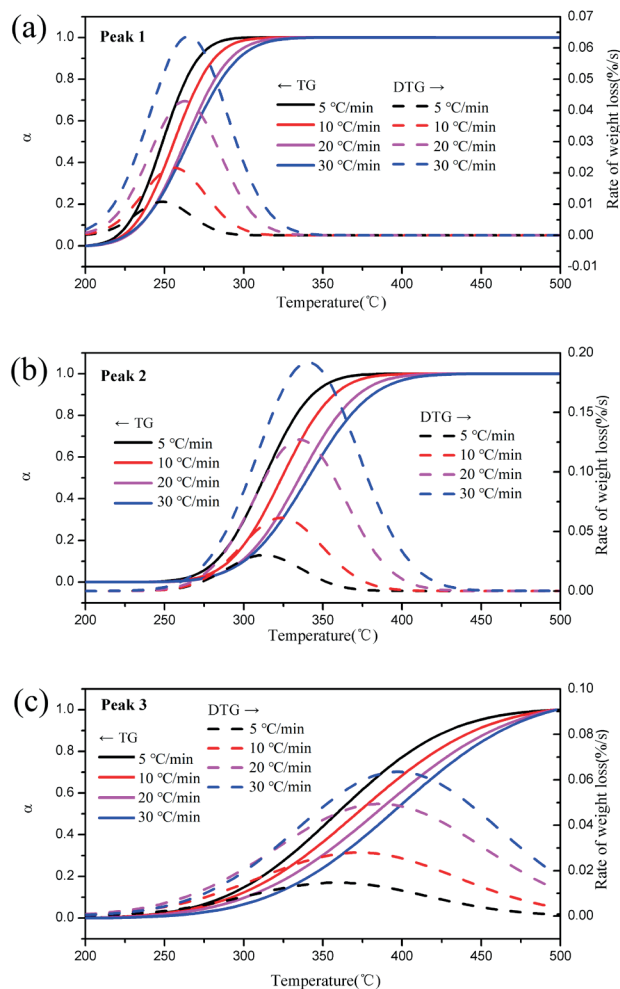 (a)
Peak 1
← TG DTG →
5 ℃/min 5 ℃/min
10 ℃/min 10 ℃/min
20 ℃/min 20 ℃/min
30 ℃/min 30 ℃/min
α
1.0
0.8
0.6
0.4
0.2
0.0
Rate of weight loss(%/s)
0.07
0.06
0.05
0.04
0.03
0.02
0.01
0.00
-0.01
200 250 300 350 400 450 500
Temperature(℃)
(b)
Peak 2
← TG DTG →
5 ℃/min 5 ℃/min
10 ℃/min 10 ℃/min
20 ℃/min 20 ℃/min
30 ℃/min 30 ℃/min
α
1.0
0.8
0.6
0.4
0.2
0.0
Rate of weight loss(%/s)
0.20
0.15
0.10
0.05
0.00
200 250 300 350 400 450 500
Temperature(℃)
(c)
Peak 3
← TG DTG →
5 ℃/min 5 ℃/min
10 ℃/min 10 ℃/min
20 ℃/min 20 ℃/min
30 ℃/min 30 ℃/min
α
1.0
0.8
0.6
0.4
0.2
0.0
Rate of weight loss(%/s)
0.10
0.08
0.06
0.04
0.02
0.00
200 250 300 350 400 450 500
Temperature(℃)